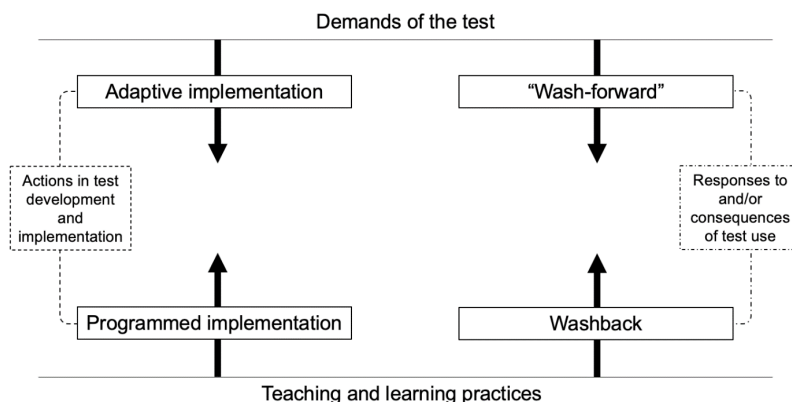 Demands of the test
Adaptive implementation
“Wash-forward”
Actions in test
development
and
implementation
Responses to
and/or
consequences
of test use
Programmed implementation
Washback
Teaching and learning practices